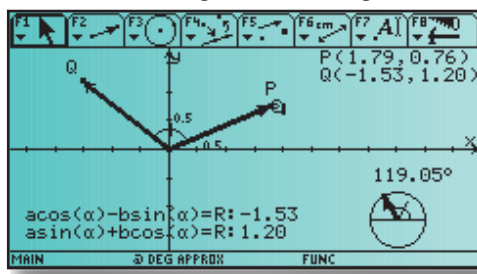 F1 F2 F3 F4 F5 F6cm F7 A F8
y P(1.79,0.76)
Q Q(-1.53,1.20)
P
0.5
0.5 x
119.05°
acos(α)-bsin(α)=R:-1.53
asin(α)+bcos(α)=R:1.20
MAIN DEG APPROX FUNC